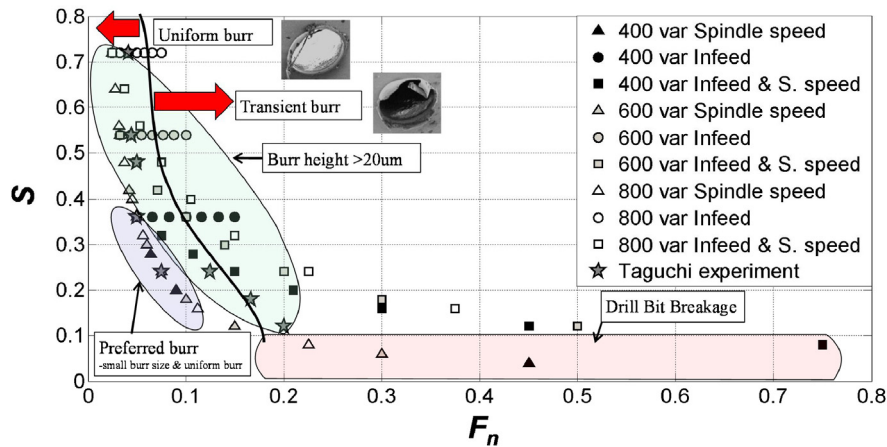 0.8
0.7
0.6
0.5
0.4
0.3
0.2
0.1
0
S
0
0.1
0.2
0.3
0.4
0.5
0.6
0.7
0.8
Fn
Uniform burr
Transient burr
Burr height >20um
Preferred burr
-small burr size & uniform burr
Drill Bit Breakage
400 var Spindle speed
400 var Infeed
400 var Infeed & S. speed
600 var Spindle speed
600 var Infeed
600 var Infeed & S. speed
800 var Spindle speed
800 var Infeed
800 var Infeed & S. speed
Taguchi experiment